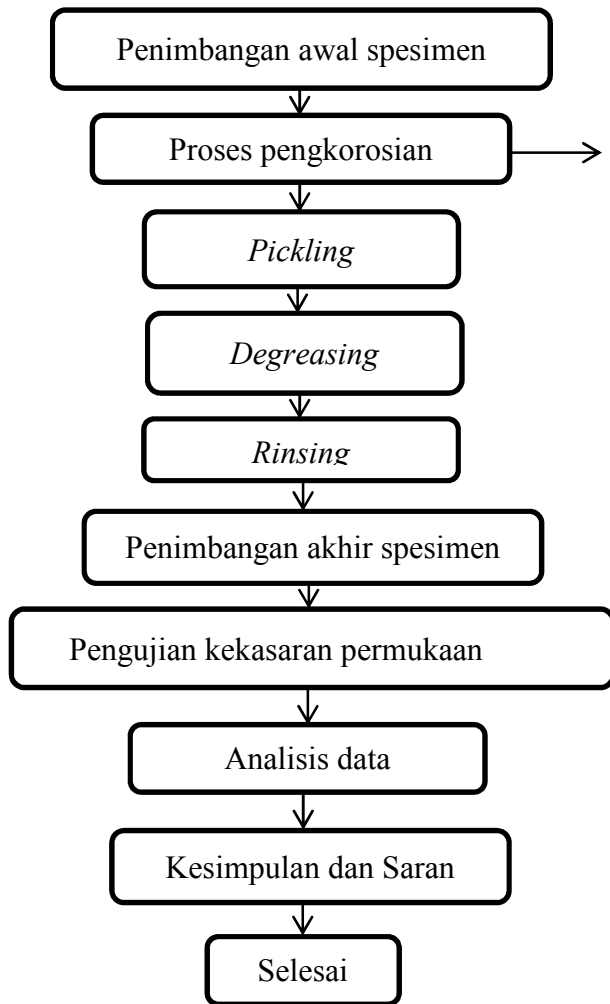 Penimbangan awal spesimen
Proses pengkorosian
Pickling
Degreasing
Rinsing
Penimbangan akhir spesimen
Pengujian kekasaran permukaan
Analisis data
Kesimpulan dan Saran
Selesai